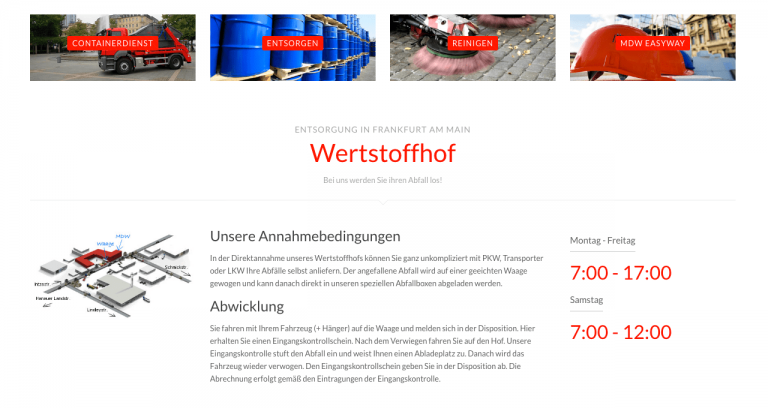 CONTAINERDIENST
ENTSORGEN
REINIGEN
MDW EASYWAY
ENTSORGUNG IN FRANKFURT AM MAIN
Wertstoffhof
Bei uns werden Sie ihren Abfall los!
Waage
Hanauer Landstr.
Unsere Annahmebedingungen
In der Direktannahme unseres Wertstoffhofs können Sie ganz unkompliziert mit PKW, Transporter
oder LKW Ihre Abfälle selbst anliefern. Der angefallene Abfall wird auf einer geeichten Waage
gewogen und kann danach direkt in unseren speziellen Abfallboxen abgeladen werden.
Abwicklung
Sie fahren mit Ihrem Fahrzeug (+ Hänger) auf die Waage und melden sich in der Disposition. Hier
erhalten Sie einen Eingangskontrollschein. Nach dem Verwiegen fahren Sie auf den Hof. Unsere
Eingangskontrolle stuft den Abfall ein und weist Ihnen einen Abladeplatz zu. Danach wird das
Fahrzeug wieder verwogen. Den Eingangskontrollschein geben Sie in der Disposition ab. Die
Abrechnung erfolgt gemäß den Eintragungen der Eingangskontrolle.
Montag - Freitag
7:00 - 17:00
Samstag
7:00 - 12:00